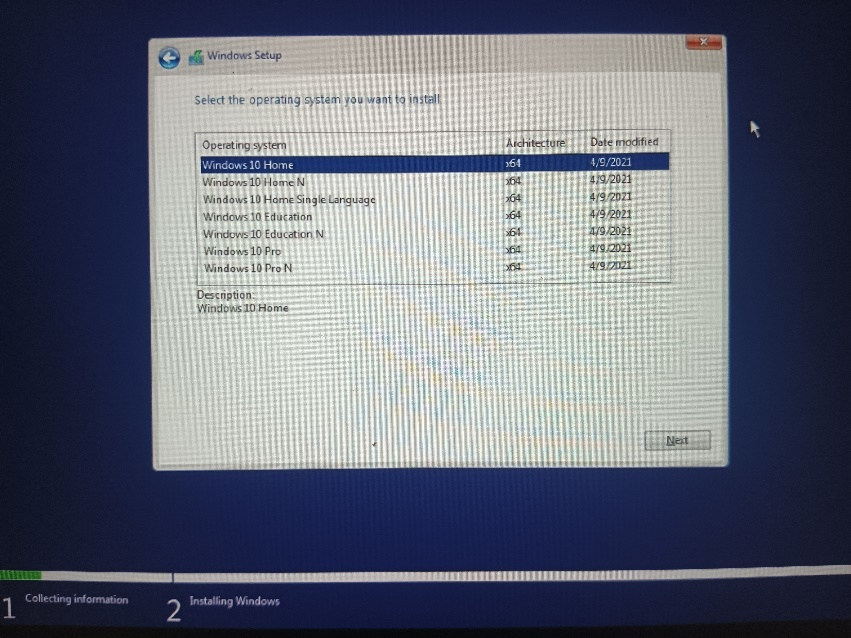 Windows Setup
Select the operating system you want to install
Operating system Architecture Date modified
Windows 10 Home x64 4/9/2021
Windows 10 Home N x64 4/9/2021
Windows 10 Home Single Language x64 4/9/2021
Windows 10 Education x64 4/9/2021
Windows 10 Education N x64 4/9/2021
Windows 10 Pro x64 4/9/2021
Windows 10 Pro N x64 4/9/2021
Description:
Windows 10 Home
Next
1 Collecting information 2 Installing Windows